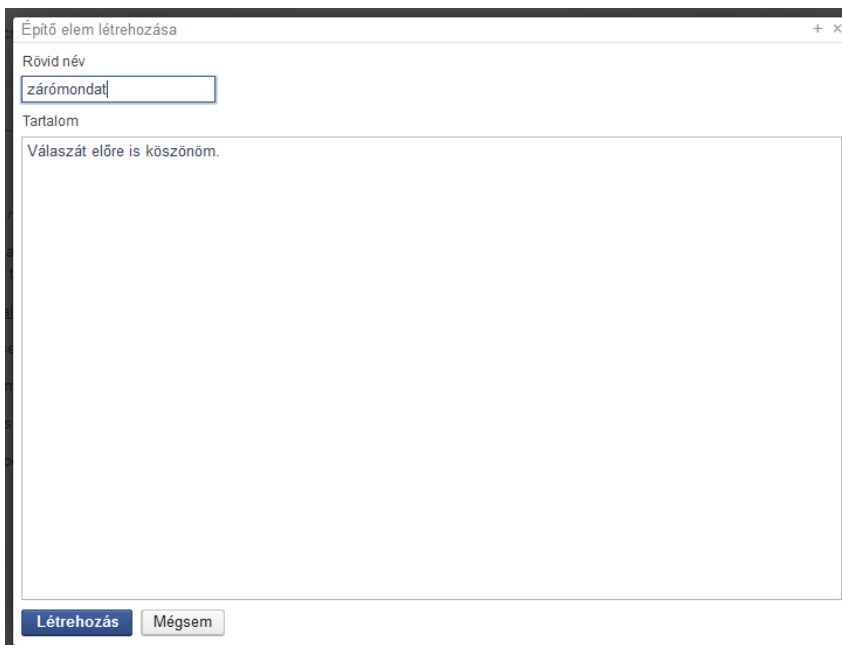 Építő elem létrehozása
Rövid név
zárómondat
Tartalom
Válaszát előre is köszönöm.
Létrehozás Mégsem